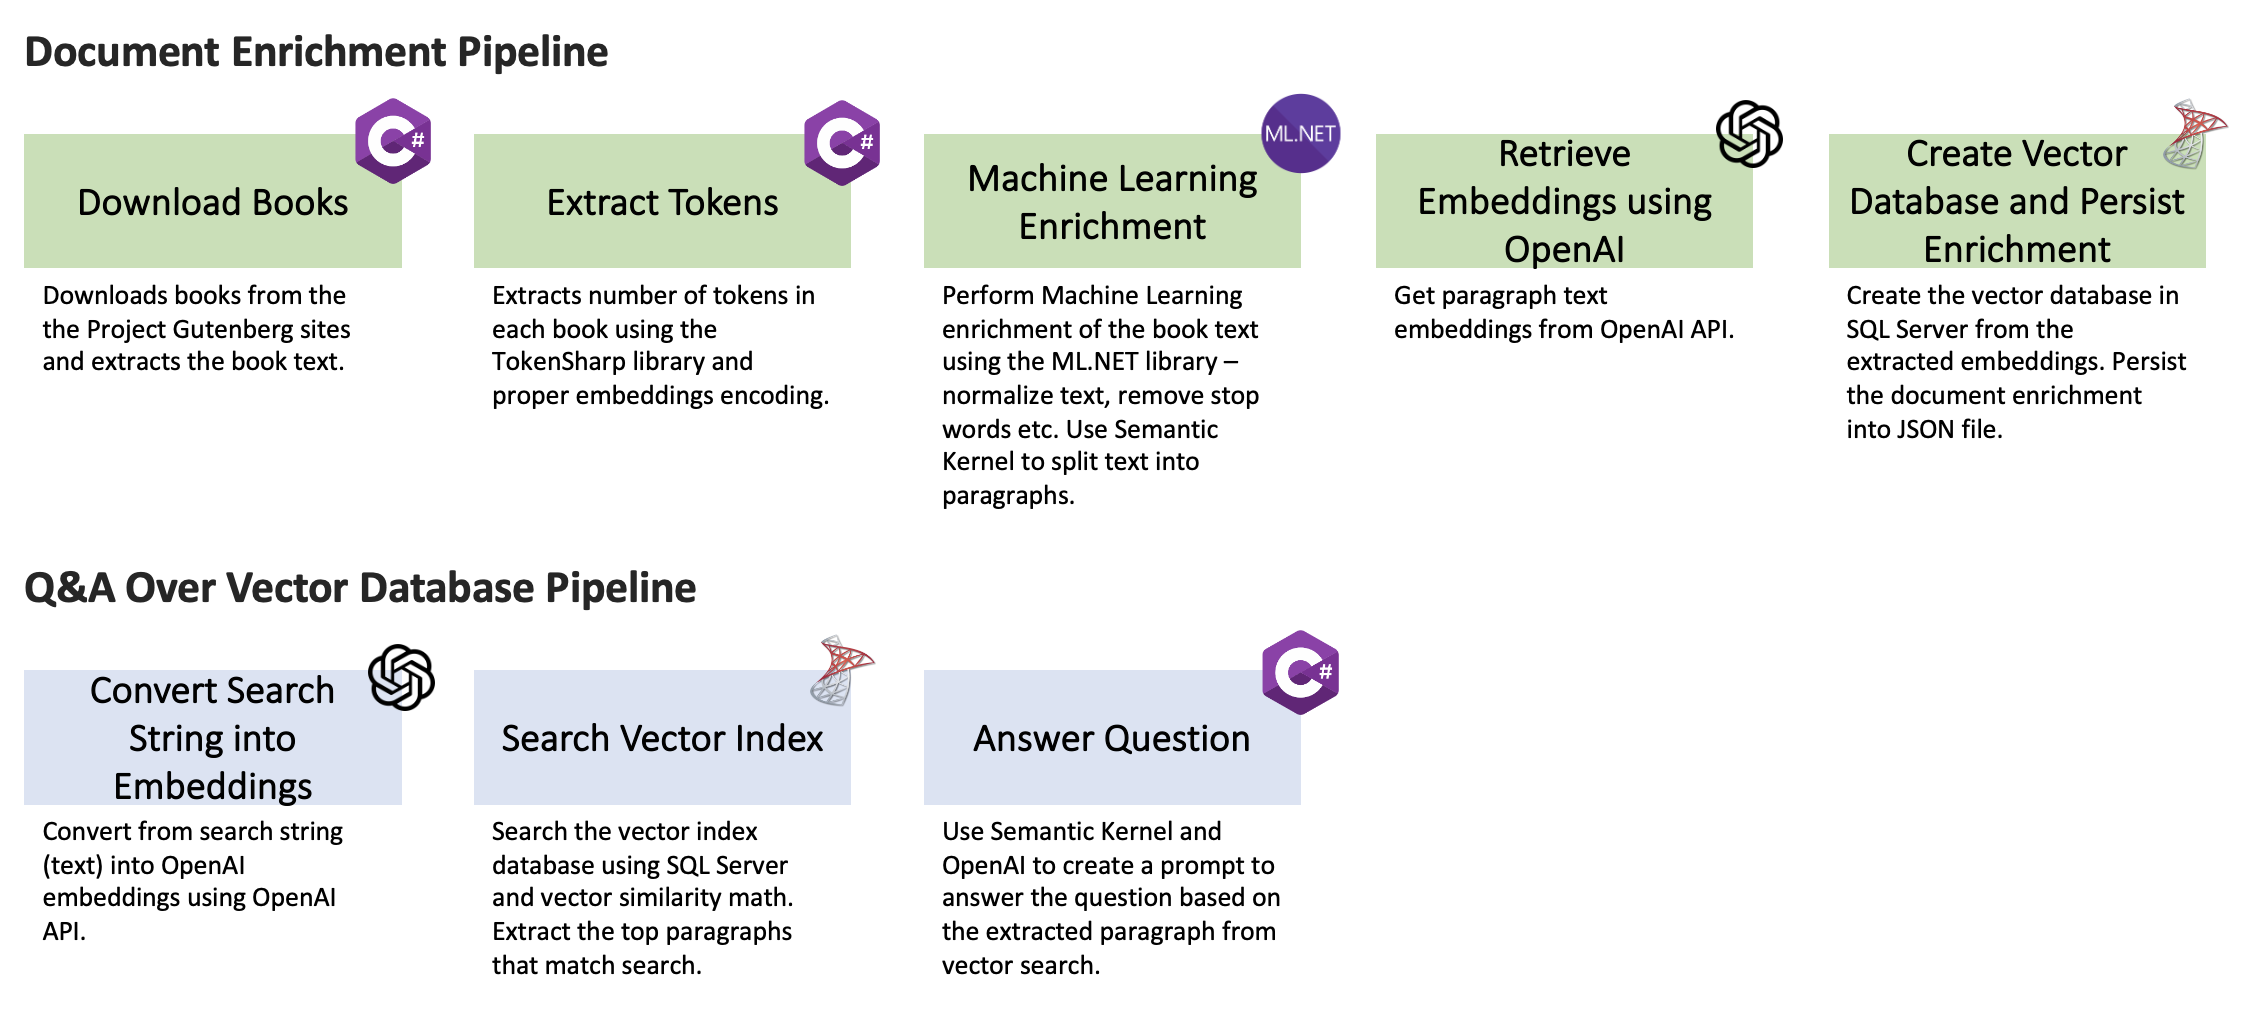 Document Enrichment Pipeline
C#
C#
ML.NET
Download Books
Extract Tokens
Machine Learning
Enrichment
Retrieve
Embeddings using
OpenAI
Create Vector
Database and Persist
Enrichment
Downloads books from the
the Project Gutenberg sites
and extracts the book text.
Extracts number of tokens in
each book using the
TokenSharp library and
proper embeddings encoding.
Perform Machine Learning
enrichment of the book text
using the ML.NET library –
normalize text, remove stop
words etc. Use Semantic
Kernel to split text into
paragraphs.
Get paragraph text
embeddings from OpenAI API.
Create the vector database in
SQL Server from the
extracted embeddings. Persist
the document enrichment
into JSON file.
Q&A Over Vector Database Pipeline
C#
Convert Search
String into
Embeddings
Search Vector Index
Answer Question
Convert from search string
(text) into OpenAI
embeddings using OpenAI
API.
Search the vector index
database using SQL Server
and vector similarity math.
Extract the top paragraphs
that match search.
Use Semantic Kernel and
OpenAI to create a prompt to
answer the question based on
the extracted paragraph from
vector search.